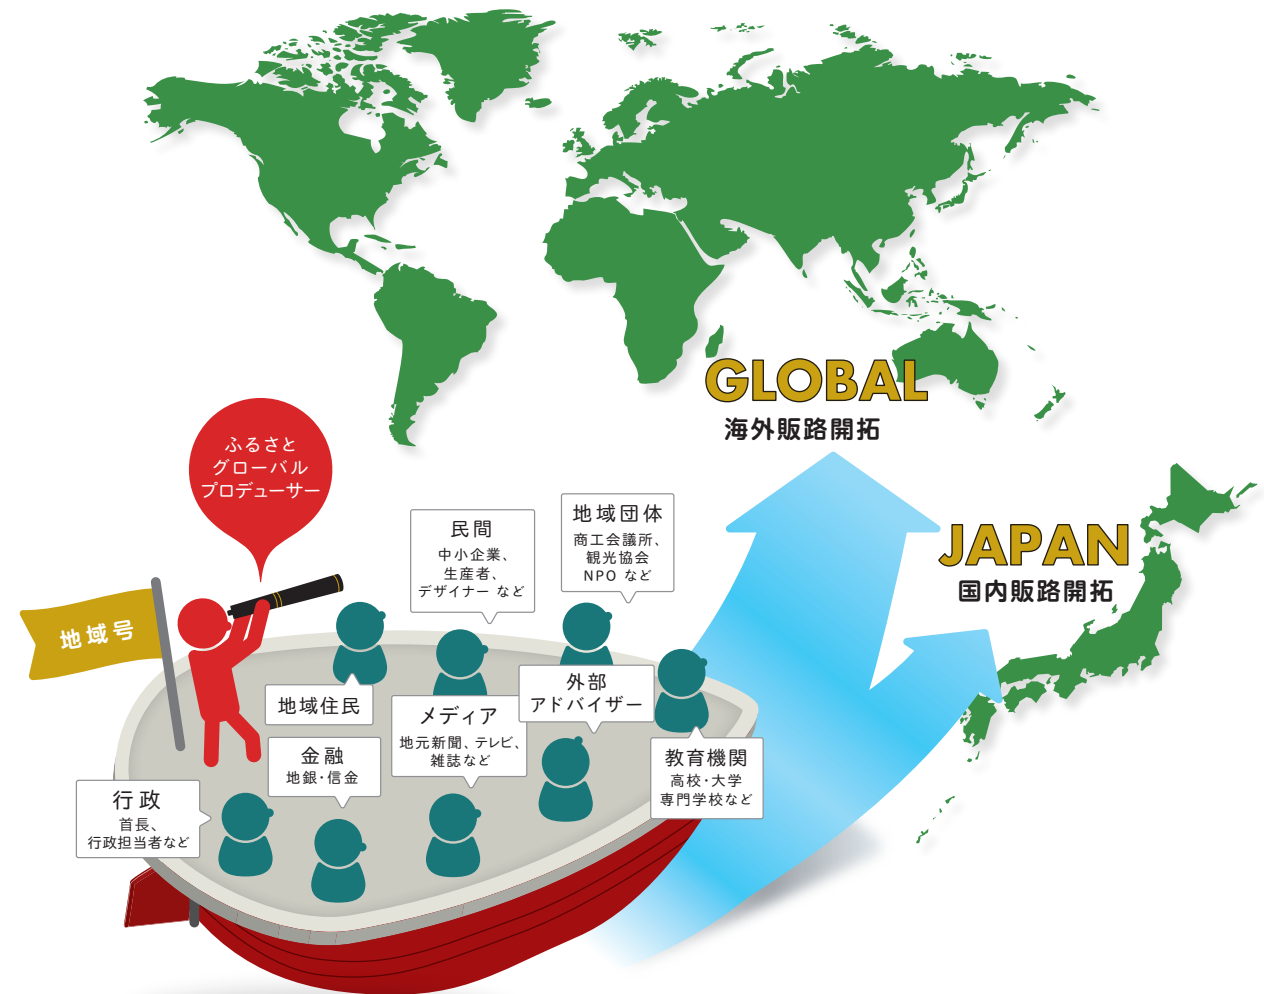 GLOBAL
海外販路開拓
JAPAN
国内販路開拓
ふるさと
グローバル
プロデューサー
地域号
民間
中小企業、
生産者、
デザイナー など
地域団体
商工会議所、
観光協会
NPO など
地域住民
メディア
地元新聞、テレビ、
雑誌など
外部
アドバイザー
金融
地銀・信金
教育機関
高校・大学
専門学校など
行政
首長、
行政担当者など